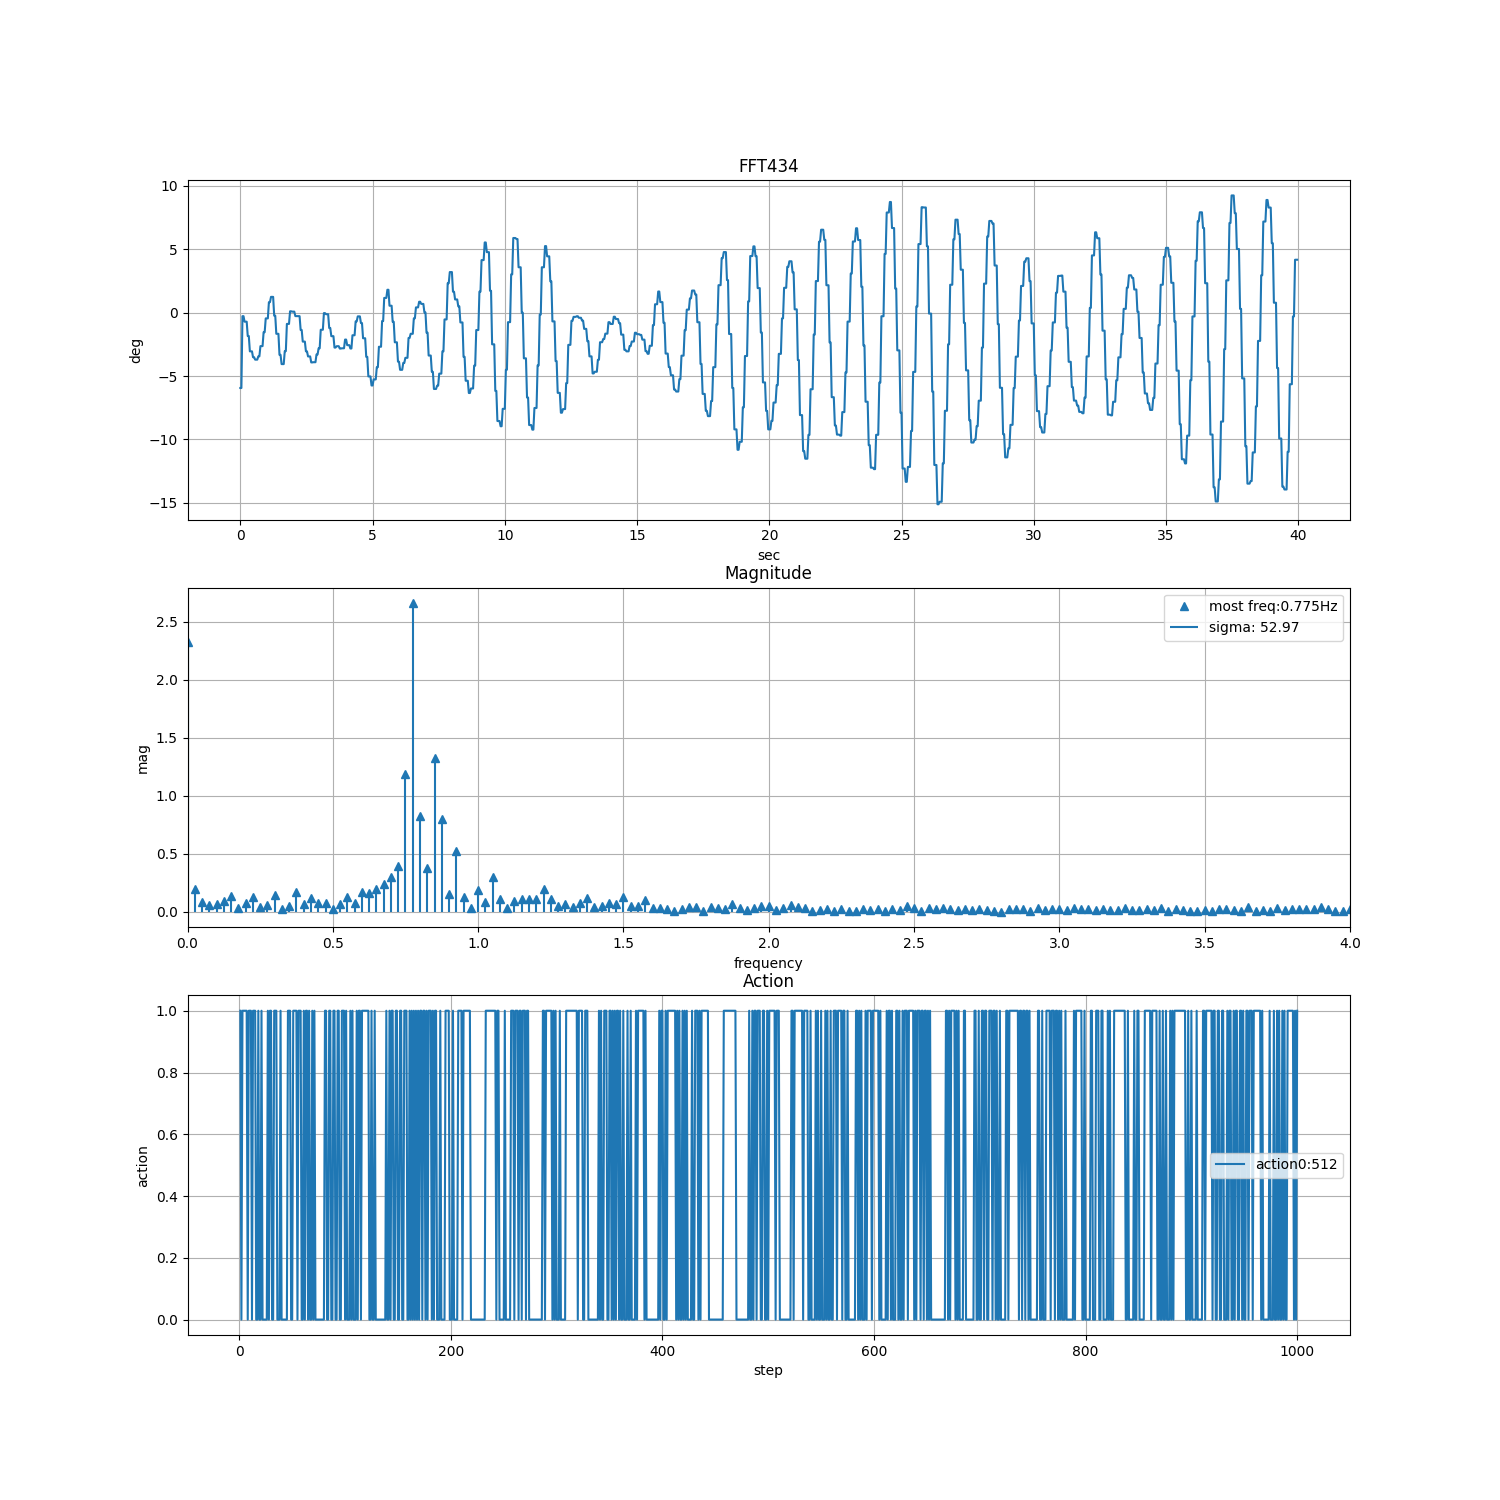 FFT434
10
5
0
−5
−10
−15
deg
0 5 10 15 20 25 30 35 40
sec
Magnitude
most freq:0.775Hz
sigma: 52.97
2.5
2.0
1.5
1.0
0.5
0.0
mag
0.0 0.5 1.0 1.5 2.0 2.5 3.0 3.5 4.0
frequency
Action
1.0
0.8
0.6
0.4
0.2
0.0
action
action0:512
0 200 400 600 800 1000
step